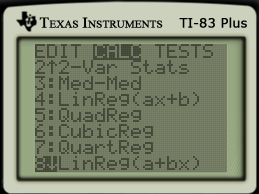 TEXAS INSTRUMENTS TI-83 Plus
EDIT CALC TESTS
2↑2-Var Stats
3:Med-Med
4:LinReg(ax+b)
5:QuadReg
6:CubicReg
7:QuartReg
8↓LinReg(a+bx)